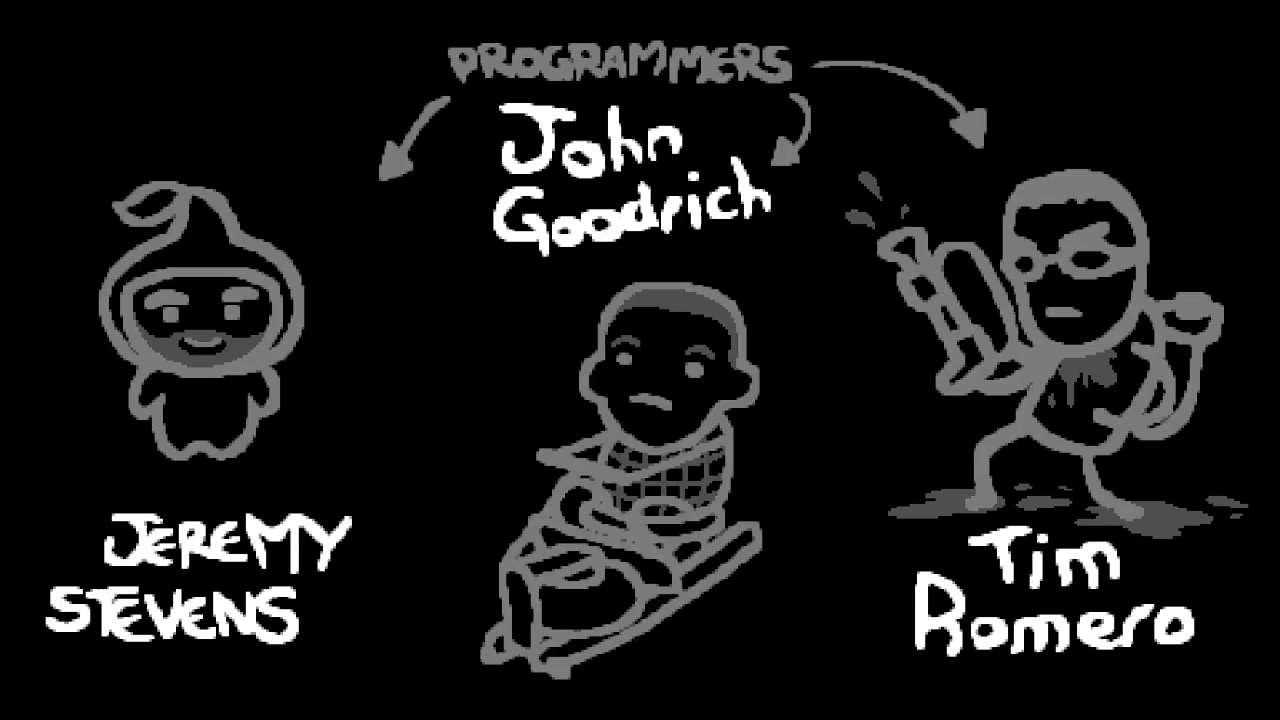 PROGRAMMERS
John
Goodrich
JEREMY
STEVENS
Tim
Romero